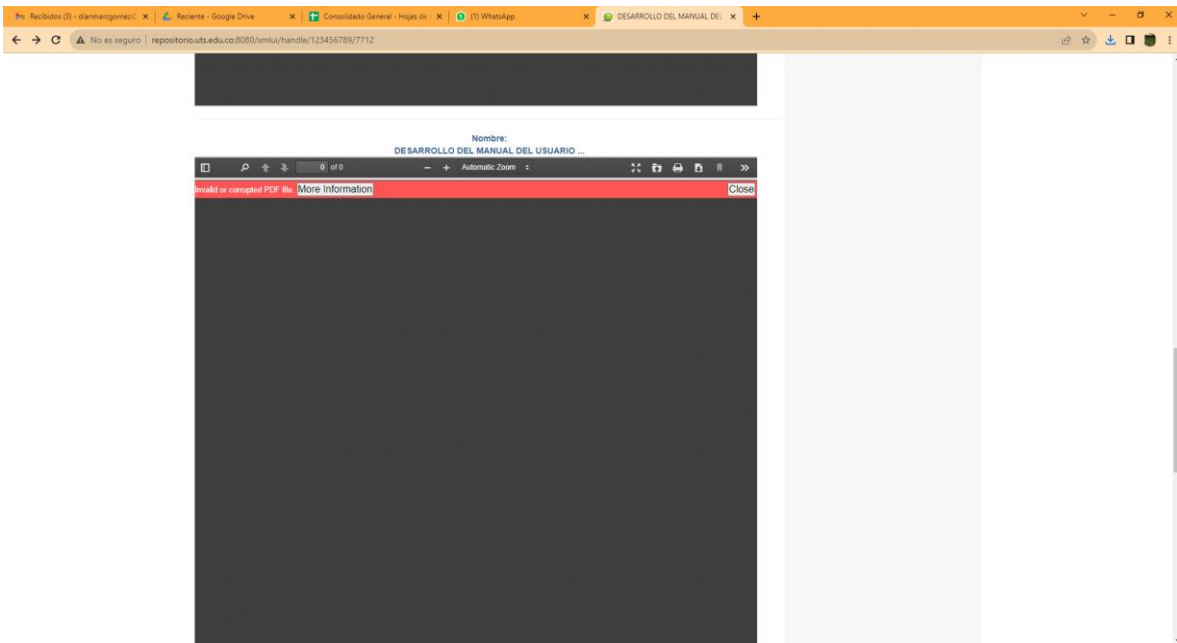 Recibidos (3) - dianmarcgomez@
Reciente - Google Drive
Consolidado General - Hojas de
(1) WhatsApp
DESARROLLO DEL MANUAL DEL
No es seguro
repositorio.uts.edu.co:8080/xmlui/handle/123456789/7712
Nombre:
DESARROLLO DEL MANUAL DEL USUARIO ...
0 of 0
Automatic Zoom
Invalid or corrupted PDF file. More Information
Close